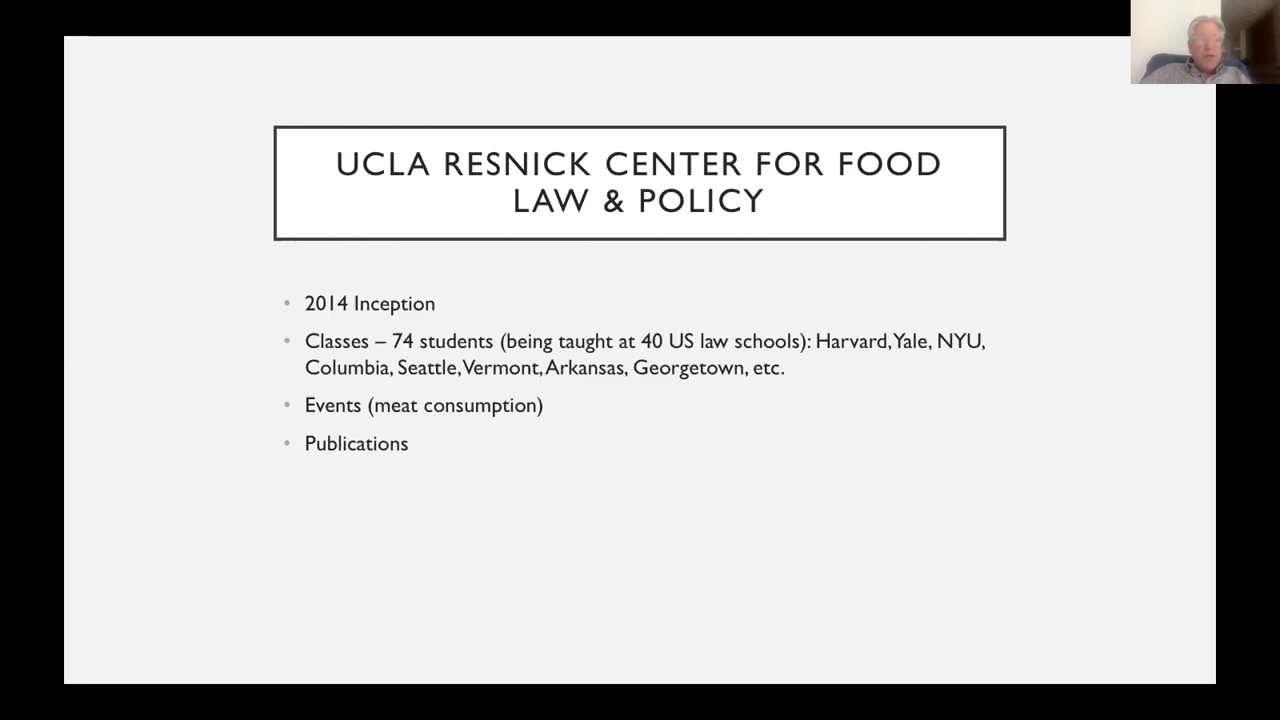 UCLA RESNICK CENTER FOR FOOD
LAW & POLICY
• 2014 Inception
• Classes – 74 students (being taught at 40 US law schools): Harvard,Yale, NYU,
Columbia, Seattle,Vermont, Arkansas, Georgetown, etc.
• Events (meat consumption)
• Publications